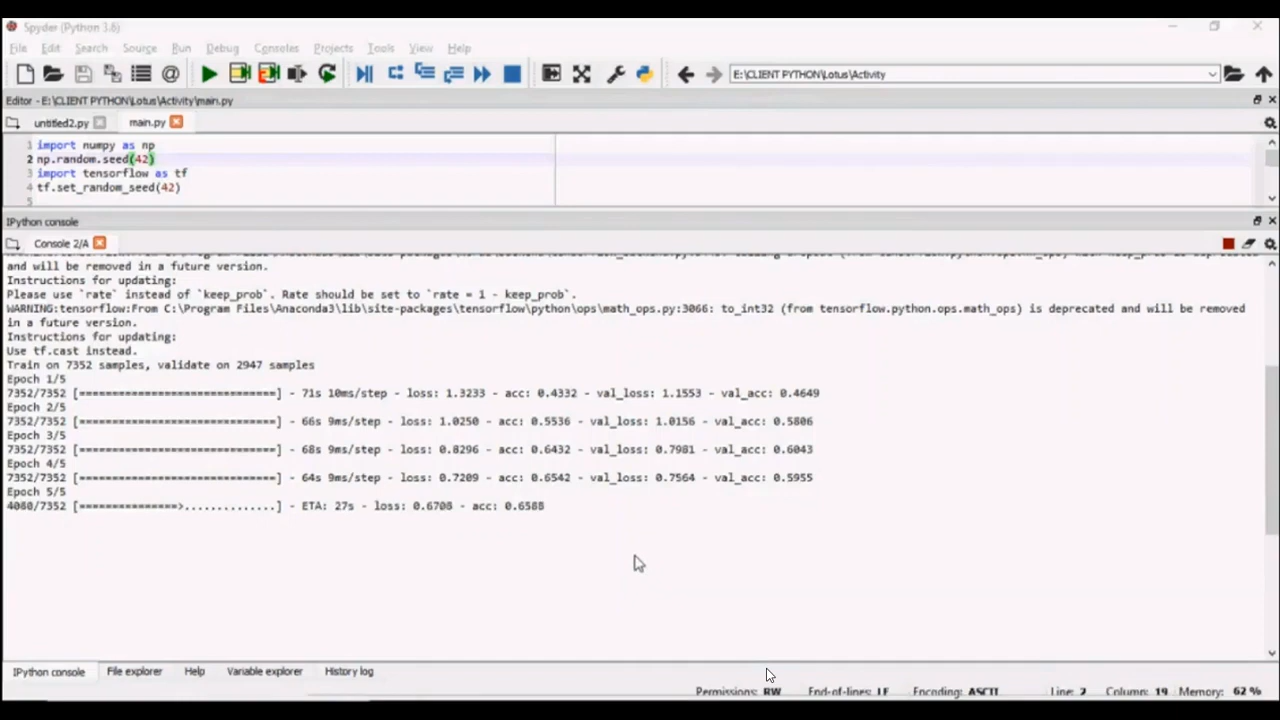 Spyder (Python 3.6)
File Edit Search Source Run Debug Consoles Projects Tools View Help
E:\CLIENT PYTHON\Lotus\Activity
Editor - E:\CLIENT PYTHON\Lotus\Activity\main.py
untitled2.py main.py
1 import numpy as np
2 np.random.seed(42)
3 import tensorflow as tf
4 tf.set_random_seed(42)
5
IPython console
Console 2/A
and will be removed in a future version.
Instructions for updating:
Please use `rate` instead of `keep_prob`. Rate should be set to `rate = 1 - keep_prob`.
WARNING:tensorflow:From C:\Program Files\Anaconda3\lib\site-packages\tensorflow\python\ops\math_ops.py:3066: to_int32 (from tensorflow.python.ops.math_ops) is deprecated and will be removed
in a future version.
Instructions for updating:
Use tf.cast instead.
Train on 7352 samples, validate on 2947 samples
Epoch 1/5
7352/7352 [==============================] - 71s 10ms/step - loss: 1.3233 - acc: 0.4332 - val_loss: 1.1553 - val_acc: 0.4649
Epoch 2/5
7352/7352 [==============================] - 66s 9ms/step - loss: 1.0250 - acc: 0.5536 - val_loss: 1.0156 - val_acc: 0.5806
Epoch 3/5
7352/7352 [==============================] - 68s 9ms/step - loss: 0.8296 - acc: 0.6432 - val_loss: 0.7981 - val_acc: 0.6043
Epoch 4/5
7352/7352 [==============================] - 64s 9ms/step - loss: 0.7209 - acc: 0.6542 - val_loss: 0.7564 - val_acc: 0.5955
Epoch 5/5
[===============>..............] - ETA: 27s - loss: 0.6708 - acc: 0.6588
IPython console File explorer Help Variable explorer History log
Permissions: RW End-of-lines: LF Encoding: ASCII Line: 2 Column: 19 Memory: 62 %